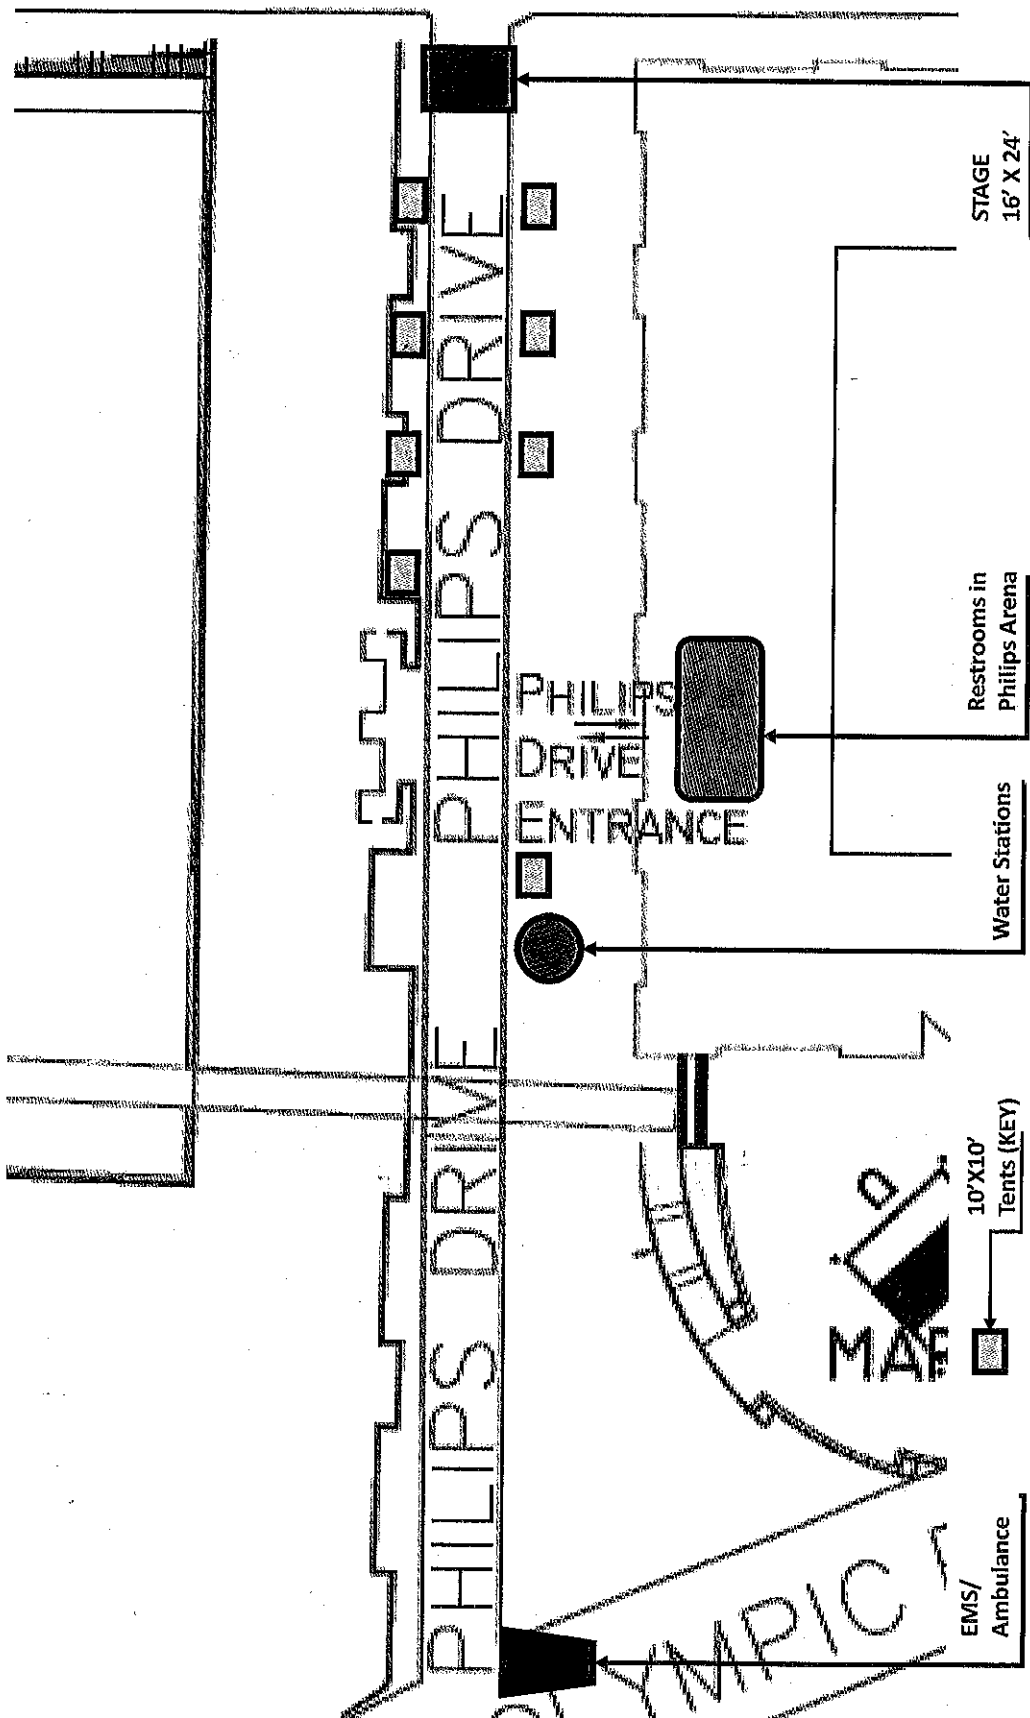 PHILIPS DRIVE PHILIPS DRIVE
PHILIPS
DRIVE
ENTRANCE
OLYMPIC
D
EMS/
Ambulance
10'X10'
Tents (KEY)
Water Stations
Restrooms in
Philips Arena
STAGE
16' X 24'